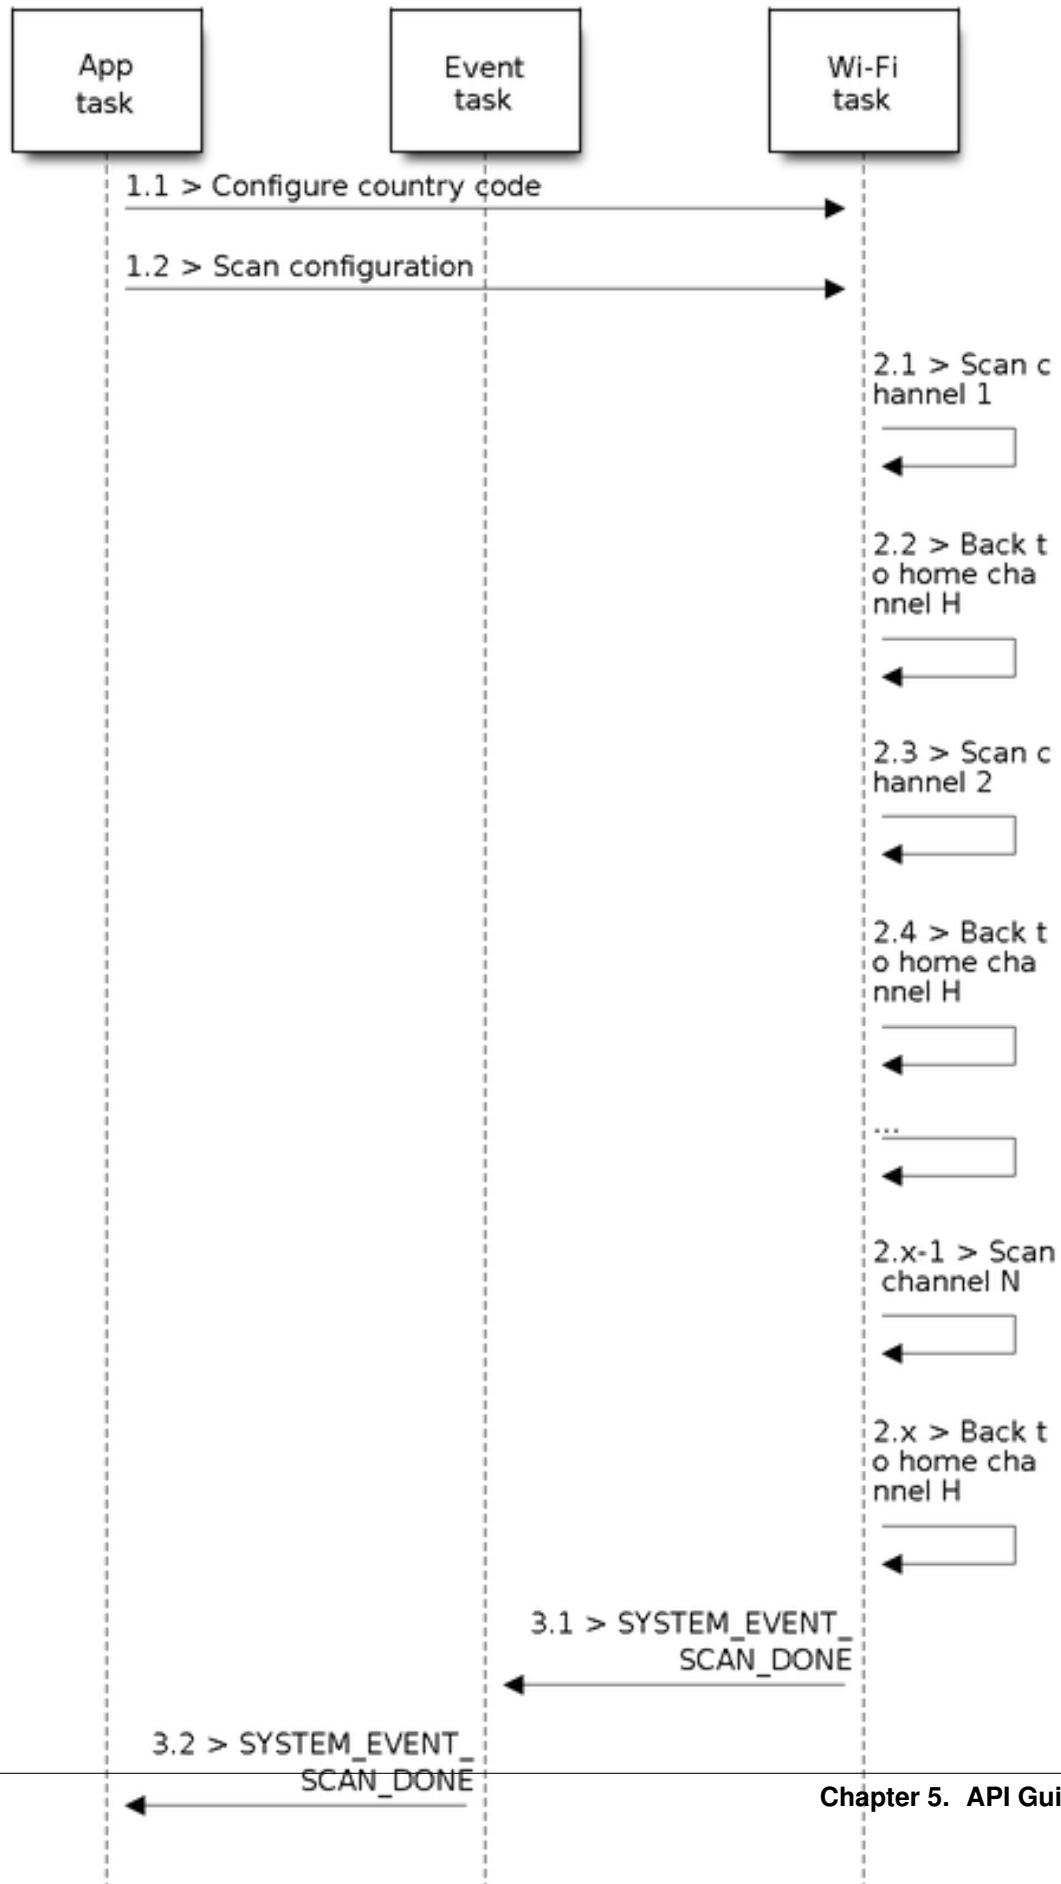 App
task
Event
task
Wi-Fi
task
1.1 > Configure country code
1.2 > Scan configuration
2.1 > Scan c
hannel 1
2.2 > Back t
o home cha
nnel H
2.3 > Scan c
hannel 2
2.4 > Back t
o home cha
nnel H
...
2.x-1 > Scan
channel N
2.x > Back t
o home cha
nnel H
3.1 > SYSTEM_EVENT_
SCAN_DONE
3.2 > SYSTEM_EVENT_
SCAN_DONE
Chapter 5. API Gui